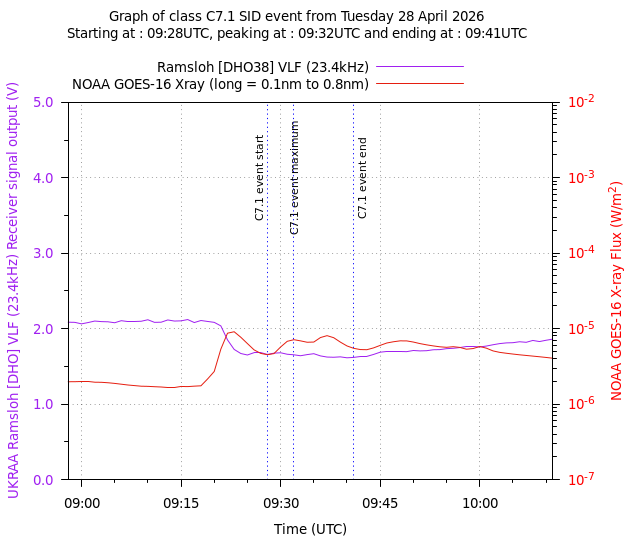 Graph of class C7.1 SID event from Tuesday 28 April 2026
Starting at : 09:28UTC, peaking at : 09:32UTC and ending at : 09:41UTC
Ramsloh [DHO38] VLF (23.4kHz)
NOAA GOES-16 Xray (long = 0.1nm to 0.8nm)
UKRAA Ramsloh [DHO] VLF (23.4kHz) Receiver signal output (V)
5.0
4.0
3.0
2.0
1.0
0.0
C7.1 event start
C7.1 event maximum
C7.1 event end
10-2
10-3
10-4
10-5
10-6
10-7
NOAA GOES-16 X-ray Flux (W/m²)
09:00 09:15 09:30 09:45 10:00
Time (UTC)